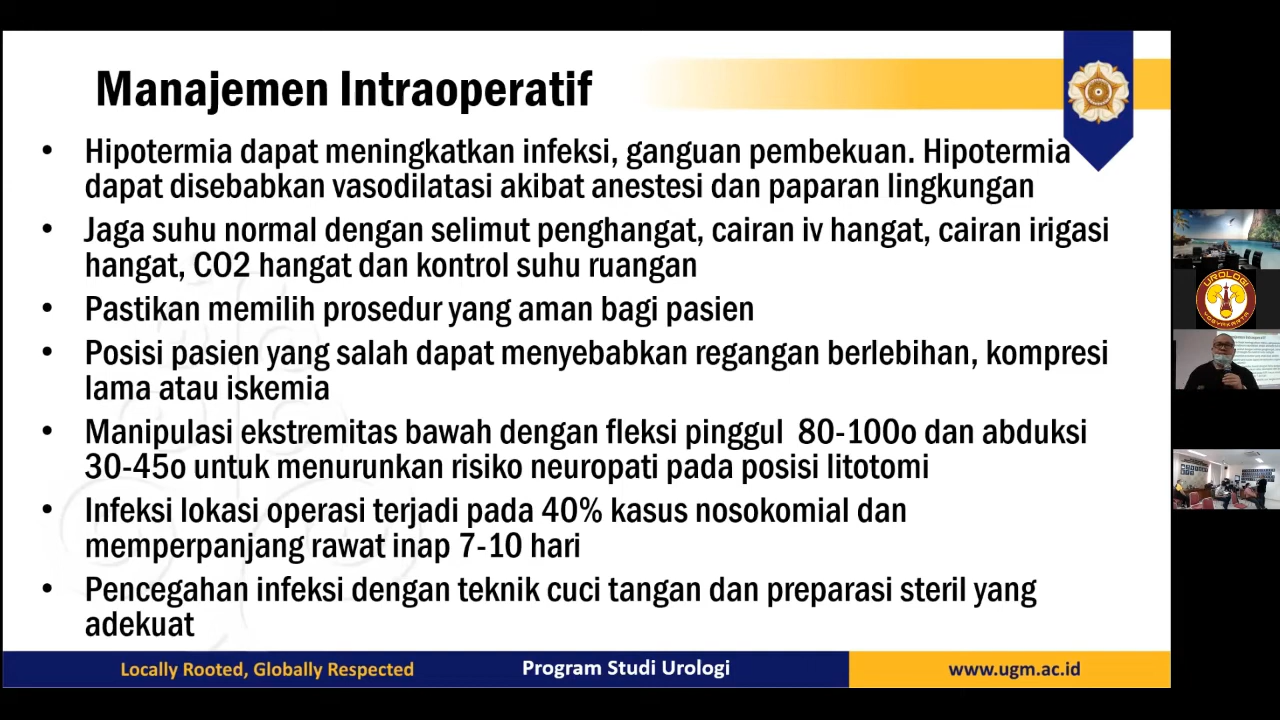 Manajemen Intraoperatif
• Hipotermia dapat meningkatkan infeksi, ganguan pembekuan. Hipotermia
dapat disebabkan vasodilatasi akibat anestesi dan paparan lingkungan
• Jaga suhu normal dengan selimut penghangat, cairan iv hangat, cairan irigasi
hangat, CO2 hangat dan kontrol suhu ruangan
• Pastikan memilih prosedur yang aman bagi pasien
• Posisi pasien yang salah dapat menyebabkan regangan berlebihan, kompresi
lama atau iskemia
• Manipulasi ekstremitas bawah dengan fleksi pinggul 80-100o dan abduksi
30-45o untuk menurunkan risiko neuropati pada posisi litotomi
• Infeksi lokasi operasi terjadi pada 40% kasus nosokomial dan
memperpanjang rawat inap 7-10 hari
• Pencegahan infeksi dengan teknik cuci tangan dan preparasi steril yang
adekuat
Locally Rooted, Globally Respected
Program Studi Urologi
www.ugm.ac.id
UROLOGI
YOGYAKARTA